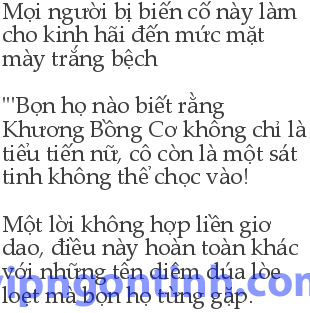 Mọi người bị biến cố này làm
cho kinh hãi đến mức mặt
mày trắng bệch
"'Bọn họ nào biết rằng
Khương Bồng Cơ không chỉ là
tiểu tiến nữ, cô còn là một sát
tinh không thể chọc vào!
Một lời không hợp liền giơ
dao, điều này hoàn toàn khác
với những tên diêm dúa lòe
loẹt mà bọn họ từng gặp.
vipngontinh.com